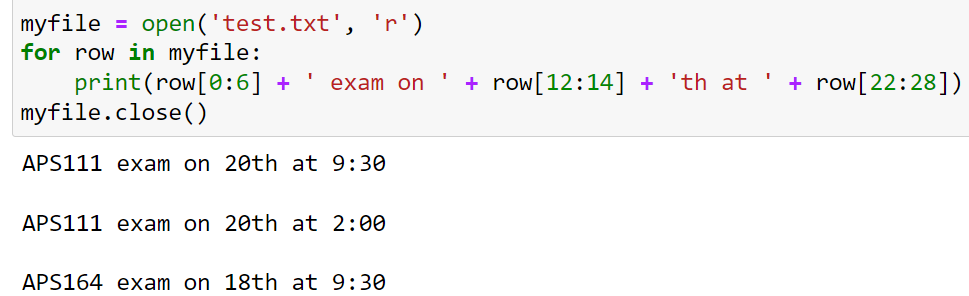 myfile = open('test.txt', 'r')
for row in myfile:
    print(row[0:6] + ' exam on ' + row[12:14] + 'th at ' + row[22:28])
myfile.close()
APS111 exam on 20th at 9:30
APS111 exam on 20th at 2:00
APS164 exam on 18th at 9:30